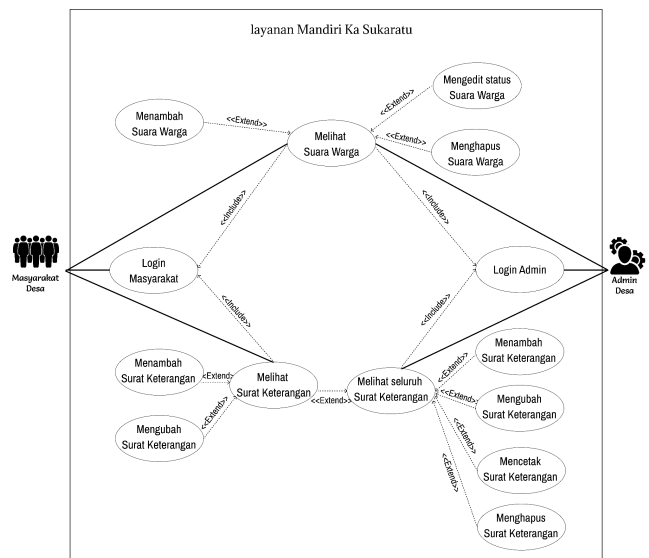 layanan Mandiri Ka Sukaratu
Mengedit status
Suara Warga
<<Extend>>
Menambah
Suara Warga
<<Extend>>
Melihat
Suara Warga
<<Extend>>
Menghapus
Suara Warga
<<Include>>
<<Include>>
Masyarakat
Desa
Login
Masyarakat
Login Admin
Admin
Desa
<<Include>>
<<Include>>
Menambah
Surat Keterangan
<<Extend>>
Melihat
Surat Keterangan
<<Extend>>
Melihat seluruh
Surat Keterangan
<<Extend>>
Menambah
Surat Keterangan
Mengubah
Surat Keterangan
<<Extend>>
<<Extend>>
Mengubah
Surat Keterangan
<<Extend>>
Mencetak
Surat Keterangan
<<Extend>>
Menghapus
Surat Keterangan